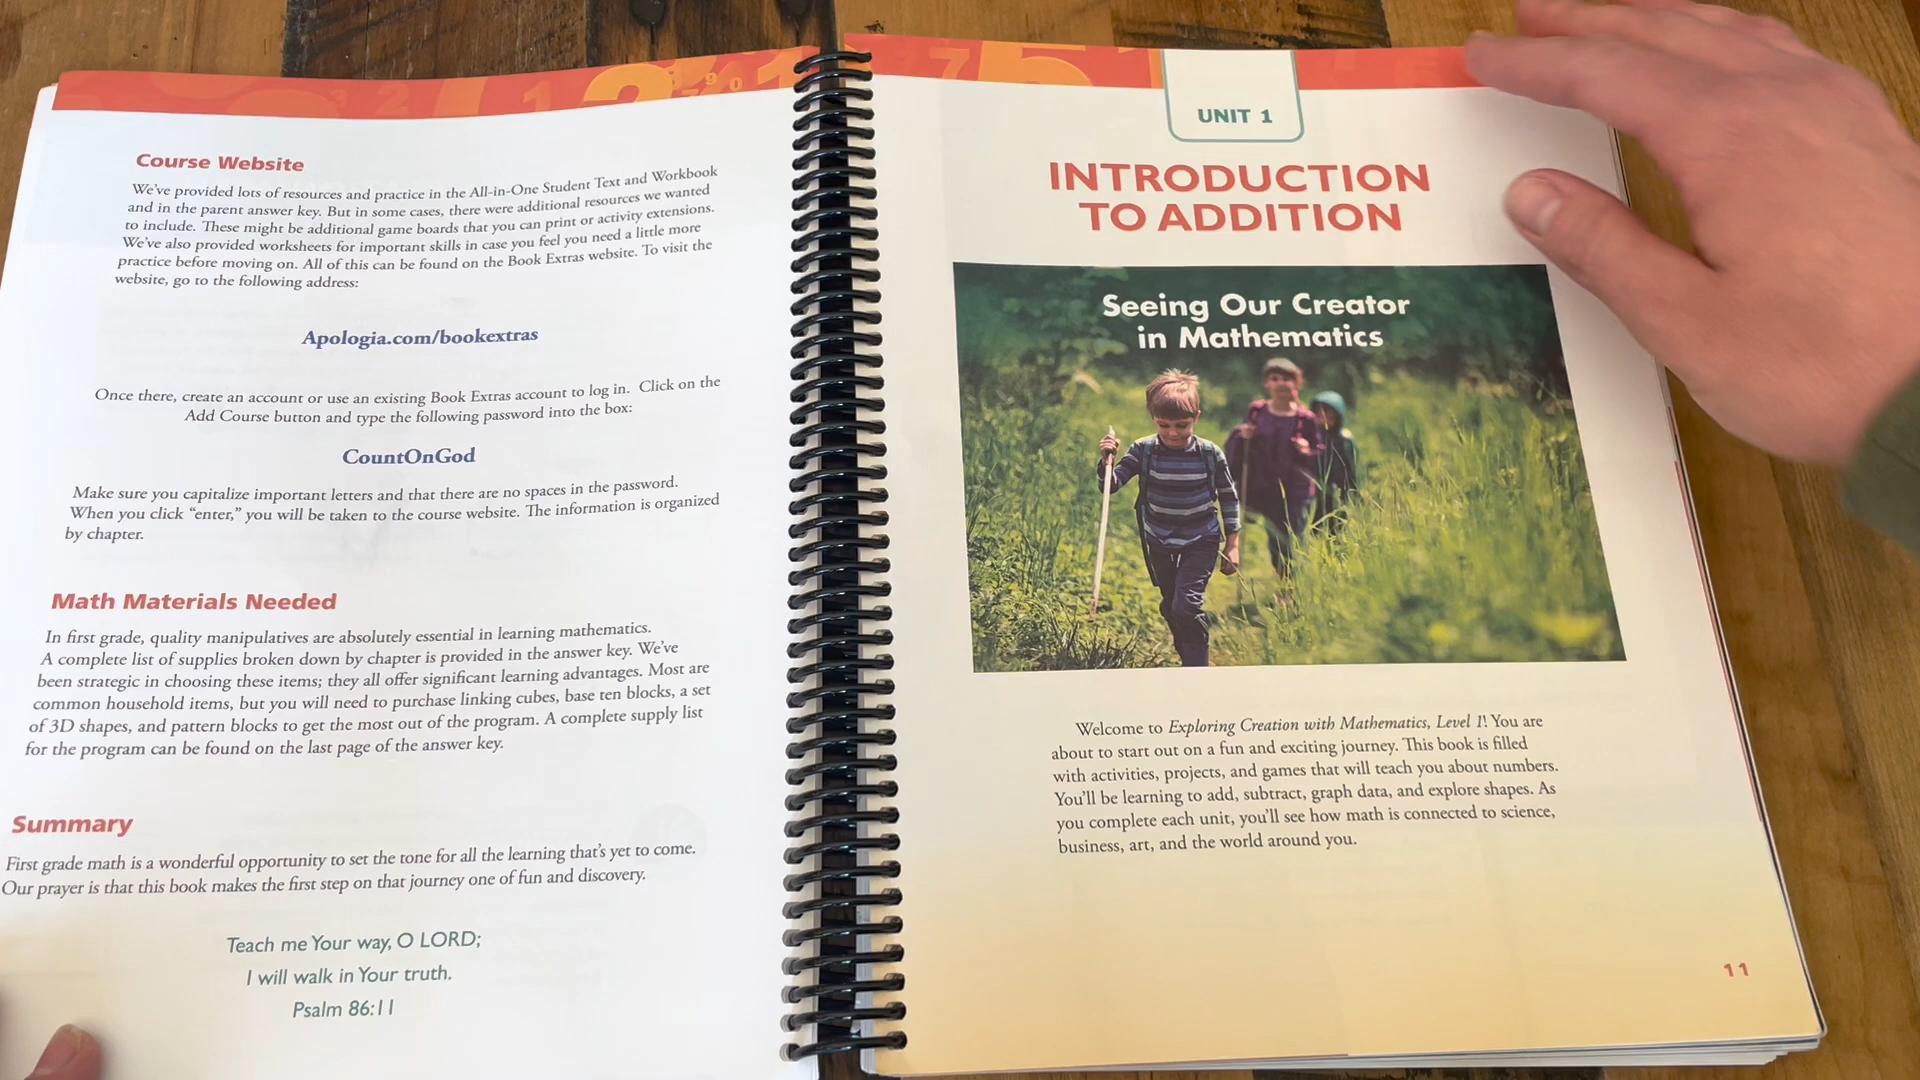 Course Website
We've provided lots of resources and practice in the All-in-One Student Text and Workbook
and in the parent answer key. But in some cases, there were additional resources we wanted
to include. These might be additional game boards that you can print or activity extensions.
We've also provided worksheets for important skills in case you feel you need a little more
practice before moving on. All of this can be found on the Book Extras website. To visit the
website, go to the following address:
Apologia.com/bookextras
Once there, create an account or use an existing Book Extras account to log in. Click on the
Add Course button and type the following password into the box:
CountOnGod
Make sure you capitalize important letters and that there are no spaces in the password.
When you click “enter,” you will be taken to the course website. The information is organized
by chapter.
Math Materials Needed
In first grade, quality manipulatives are absolutely essential in learning mathematics.
A complete list of supplies broken down by chapter is provided in the answer key. We've
been strategic in choosing these items; they all offer significant learning advantages. Most are
common household items, but you will need to purchase linking cubes, base ten blocks, a set
of 3D shapes, and pattern blocks to get the most out of the program. A complete supply list
for the program can be found on the last page of the answer key.
Summary
First grade math is a wonderful opportunity to set the tone for all the learning that's yet to come.
Our prayer is that this book makes the first step on that journey one of fun and discovery.
Teach me Your way, O LORD;
I will walk in Your truth.
Psalm 86:11
UNIT 1
INTRODUCTION
TO ADDITION
Seeing Our Creator
in Mathematics
Welcome to Exploring Creation with Mathematics, Level 1! You are
about to start out on a fun and exciting journey. This book is filled
with activities, projects, and games that will teach you about numbers.
You'll be learning to add, subtract, graph data, and explore shapes. As
you complete each unit, you'll see how math is connected to science,
business, art, and the world around you.
11